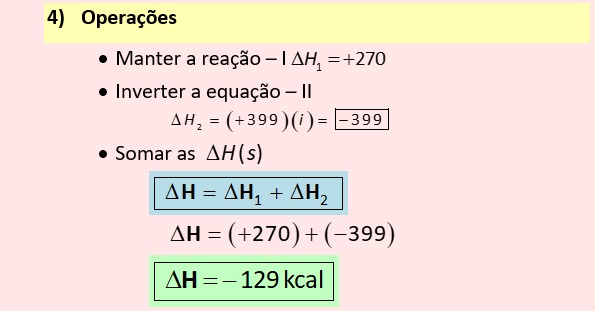 4) Operações
• Manter a reação – I ΔH₁ = +270
• Inverter a equação – II
ΔH₂ = (+399)(i) = -399
• Somar as ΔH(s)
ΔH = ΔH₁ + ΔH₂
ΔH = (+270) + (-399)
ΔH = – 129 kcal